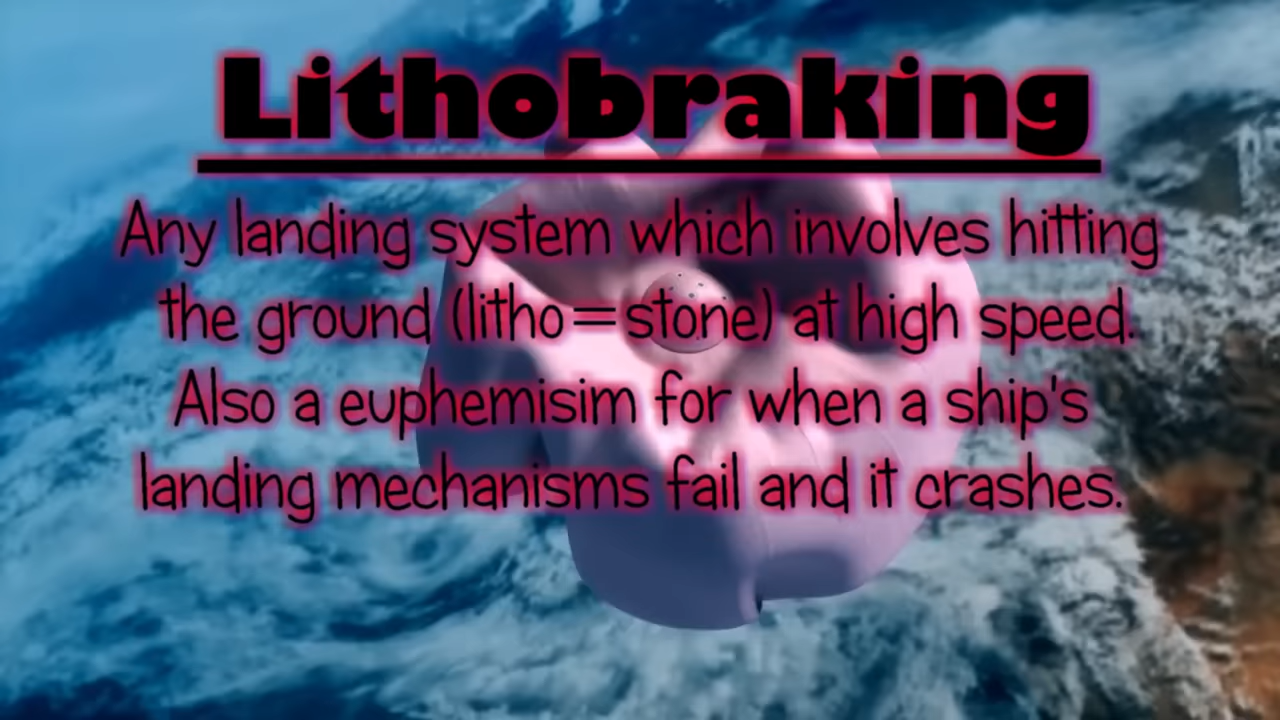 Lithobraking
Any landing system which involves hitting
the ground (litho=stone) at high speed.
Also a euphemisim for when a ship's
landing mechanisms fail and it crashes.